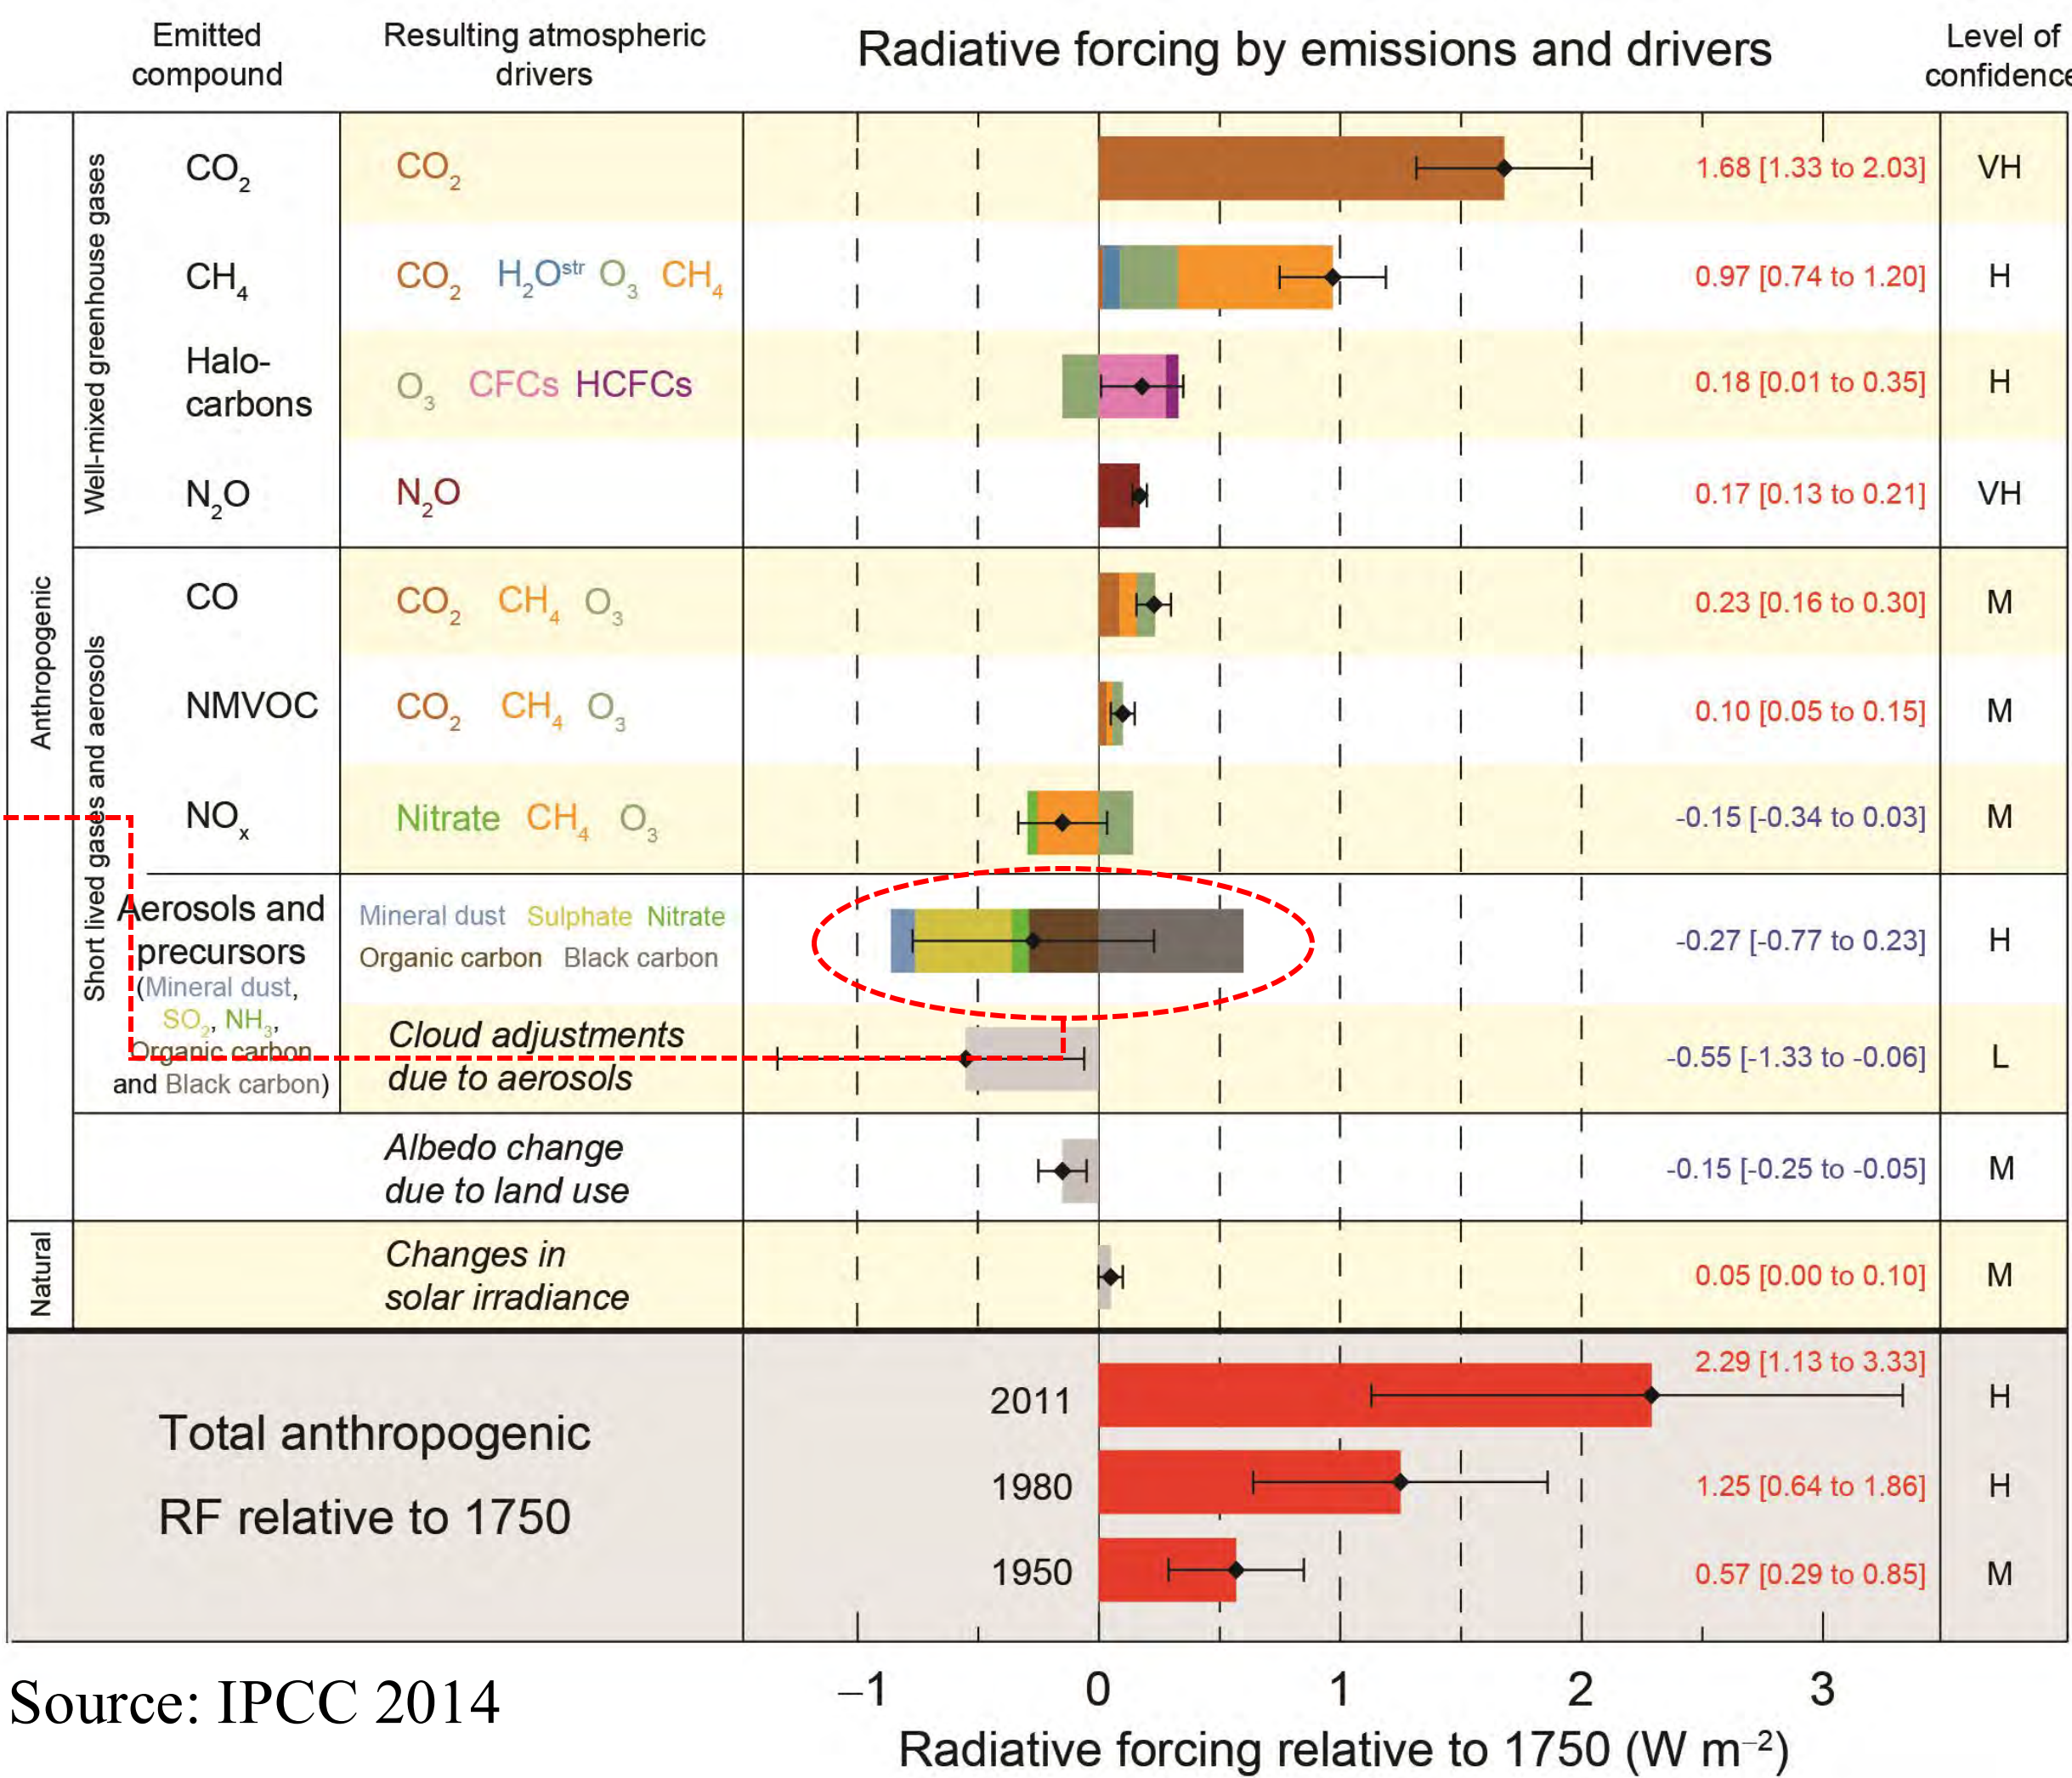 Emitted compound
Resulting atmospheric drivers
Radiative forcing by emissions and drivers
Level of confidence
Anthropogenic
Well-mixed greenhouse gases
CO₂
CO₂
1.68 [1.33 to 2.03]
VH
CH₄
CO₂ H₂Oˢᵗʳ O₃ CH₄
0.97 [0.74 to 1.20]
H
Halo-
carbons
O₃ CFCs HCFCs
0.18 [0.01 to 0.35]
H
N₂O
N₂O
0.17 [0.13 to 0.21]
VH
Short lived gases and aerosols
CO
CO₂ CH₄ O₃
0.23 [0.16 to 0.30]
M
NMVOC
CO₂ CH₄ O₃
0.10 [0.05 to 0.15]
M
NOₓ
Nitrate CH₄ O₃
-0.15 [-0.34 to 0.03]
M
Aerosols and
precursors
(Mineral dust,
SO₂, NH₃,
Organic carbon
and Black carbon)
Mineral dust Sulphate Nitrate
Organic carbon Black carbon
-0.27 [-0.77 to 0.23]
H
Cloud adjustments
due to aerosols
-0.55 [-1.33 to -0.06]
L
Albedo change
due to land use
-0.15 [-0.25 to -0.05]
M
Natural
Changes in
solar irradiance
0.05 [0.00 to 0.10]
M
Total anthropogenic
RF relative to 1750
2011
2.29 [1.13 to 3.33]
H
1980
1.25 [0.64 to 1.86]
H
1950
0.57 [0.29 to 0.85]
M
−1 0 1 2 3
Radiative forcing relative to 1750 (W m⁻²)
Source: IPCC 2014